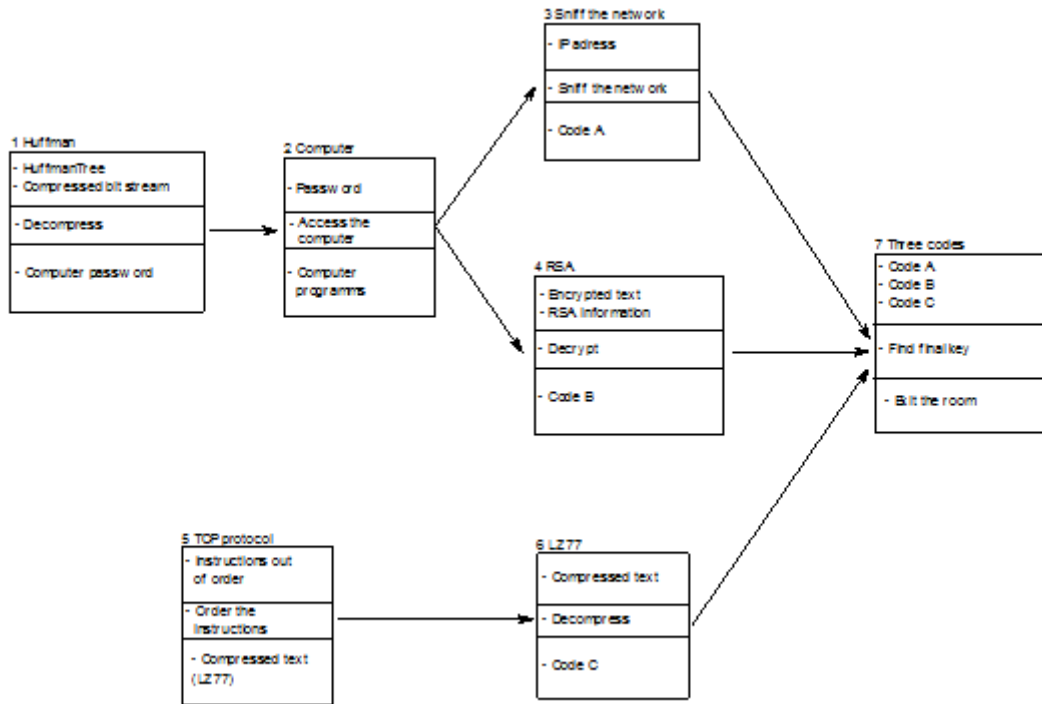 3 Sniff the network
- IP adress
- Sniff the network
- Code A
1 Huffman
- HuffmanTree
- Compressed bit stream
- Decompress
- Computer password
2 Computer
- Password
- Access the
computer
- Computer
programms
4 RSA
- Encrypted text
- RSA information
- Decrypt
- Code B
7 Three codes
- Code A
- Code B
- Code C
- Find final key
- Exit the room
5 TCP protocol
- Instructions out
of order
- Order the
instructions
- Compressed text
(LZ77)
6 LZ77
- Compressed text
- Decompress
- Code C